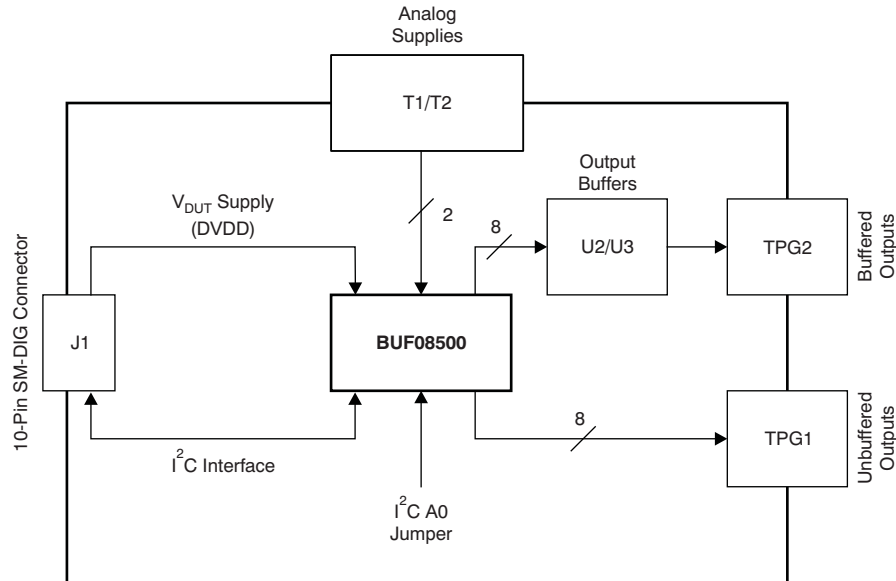 Analog
Supplies
T1/T2
Output
Buffers
V_DUT Supply
(DVDD)
2
8
U2/U3
TPG2
Buffered
Outputs
10-Pin SM-DIG Connector
J1
BUF08500
8
TPG1
Unbuffered
Outputs
I²C Interface
I²C A0
Jumper